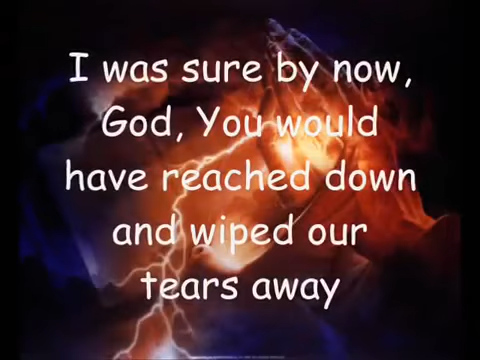 I was sure by now,
God, You would
have reached down
and wiped our
tears away